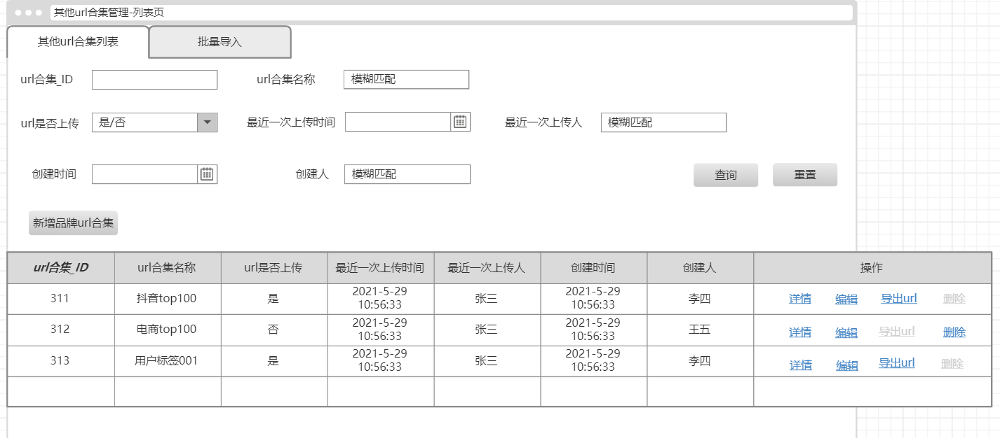 其他url合集管理-列表页
其他url合集列表 批量导入
url合集_ID url合集名称 模糊匹配
url是否上传 是/否 最近一次上传时间 最近一次上传人 模糊匹配
创建时间 创建人 模糊匹配 查询 重置
新增品牌url合集
url合集_ID url合集名称 url是否上传 最近一次上传时间 最近一次上传人 创建时间 创建人 操作
311 抖音top100 是 2021-5-29 10:56:33 张三 2021-5-29 10:56:33 李四 详情 编辑 导出url 删除
312 电商top100 否 2021-5-29 10:56:33 张三 2021-5-29 10:56:33 王五 详情 编辑 导出url 删除
313 用户标签001 是 2021-5-29 10:56:33 张三 2021-5-29 10:56:33 李四 详情 编辑 导出url 删除